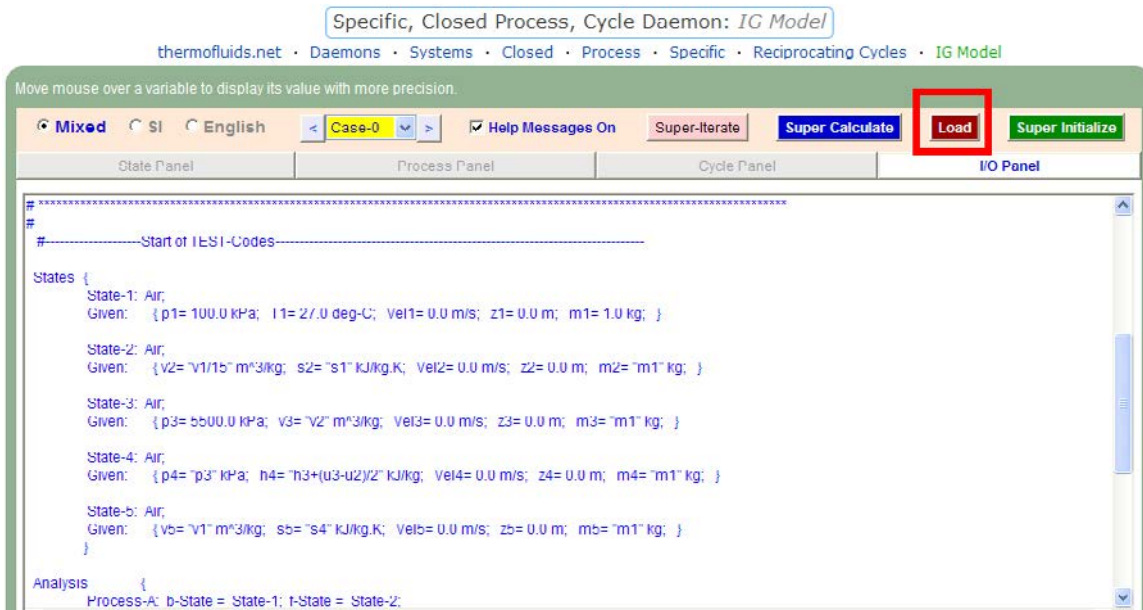 Specific, Closed Process, Cycle Daemon: IG Model
thermofluids.net · Daemons · Systems · Closed · Process · Specific · Reciprocating Cycles · IG Model
Move mouse over a variable to display its value with more precision.
Mixed SI English < Case-0 > Help Messages On Super-Iterate Super Calculate Load Super Initialize
State Panel Process Panel Cycle Panel I/O Panel
# ******************************************************************************************************************************
#
#--------------------Start of TEST-Codes------------------------------------------------------------------------------
States {
State-1: Air;
Given: { p1= 100.0 kPa; T1= 27.0 deg-C; Vel1= 0.0 m/s; z1= 0.0 m; m1= 1.0 kg; }
State-2: Air;
Given: { v2= "v1/15" m^3/kg; s2= "s1" kJ/kg.K; Vel2= 0.0 m/s; z2= 0.0 m; m2= "m1" kg; }
State-3: Air;
Given: { p3= 5500.0 kPa; v3= "v2" m^3/kg; Vel3= 0.0 m/s; z3= 0.0 m; m3= "m1" kg; }
State-4: Air;
Given: { p4= "p3" kPa; h4= "h3+(u3-u2)/2" kJ/kg; Vel4= 0.0 m/s; z4= 0.0 m; m4= "m1" kg; }
State-5: Air;
Given: { v5= "v1" m^3/kg; s5= "s4" kJ/kg.K; Vel5= 0.0 m/s; z5= 0.0 m; m5= "m1" kg; }
}
Analysis {
Process-A: b-State = State-1; f-State = State-2;